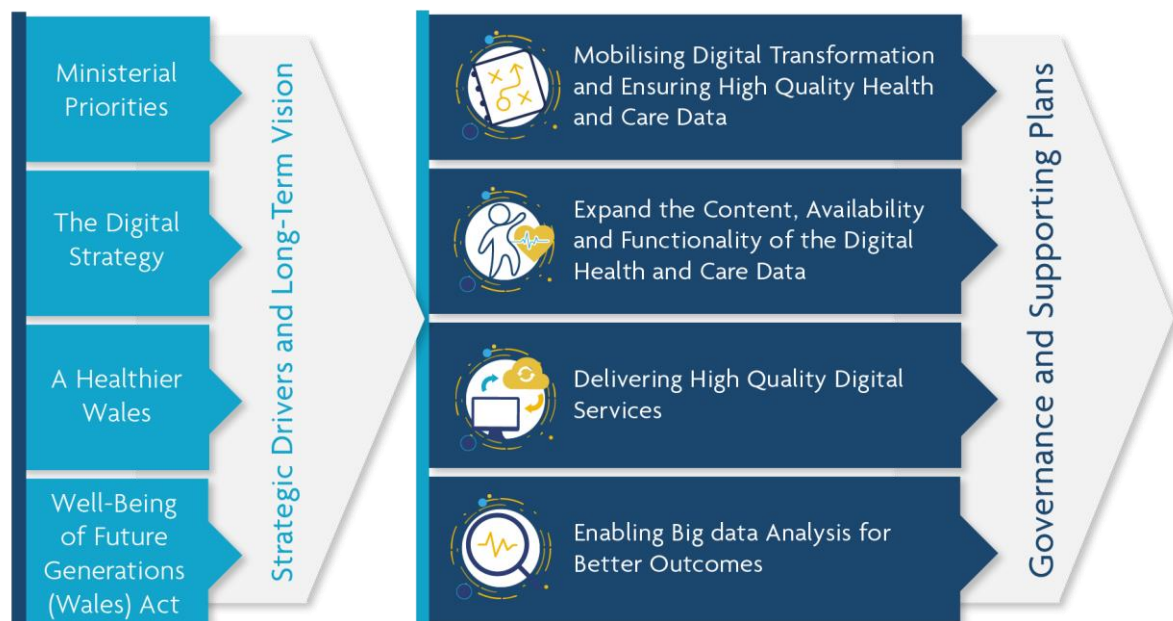 Ministerial
Priorities
The Digital
Strategy
A Healthier
Wales
Well-Being
of Future
Generations
(Wales) Act
Strategic Drivers and Long-Term Vision
Mobilising Digital Transformation
and Ensuring High Quality Health
and Care Data
Expand the Content, Availability
and Functionality of the Digital
Health and Care Data
Delivering High Quality Digital
Services
Enabling Big data Analysis for
Better Outcomes
Governance and Supporting Plans